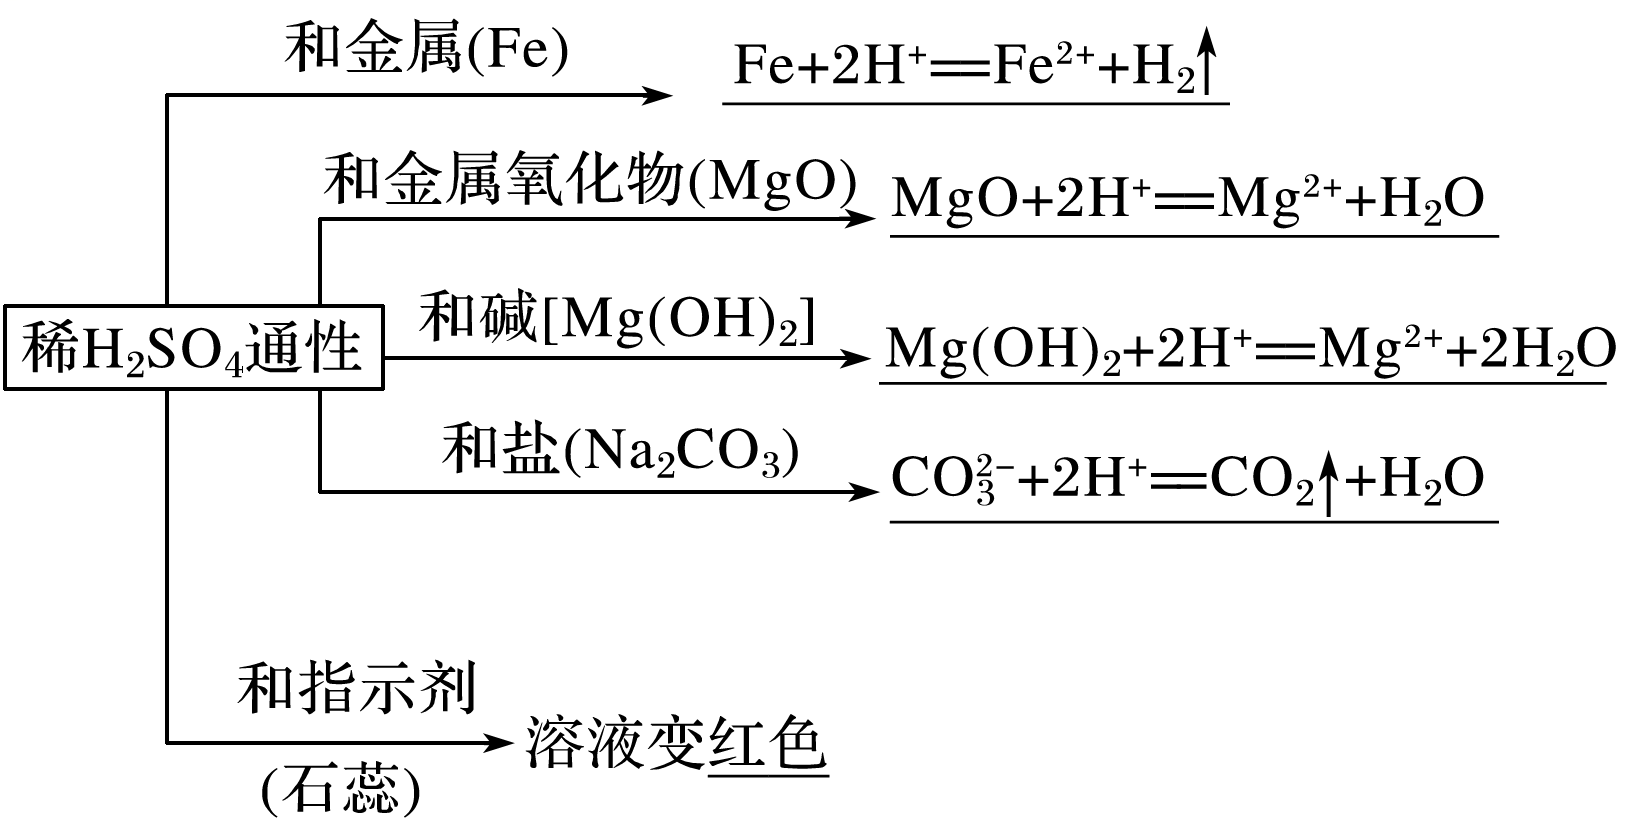 和金属(Fe)
Fe+2H⁺══Fe²⁺+H₂↑
和金属氧化物(MgO)
MgO+2H⁺══Mg²⁺+H₂O
稀H₂SO₄通性
和碱[Mg(OH)₂]
Mg(OH)₂+2H⁺══Mg²⁺+2H₂O
和盐(Na₂CO₃)
CO₃²⁻+2H⁺══CO₂↑+H₂O
和指示剂
(石蕊)
溶液变红色